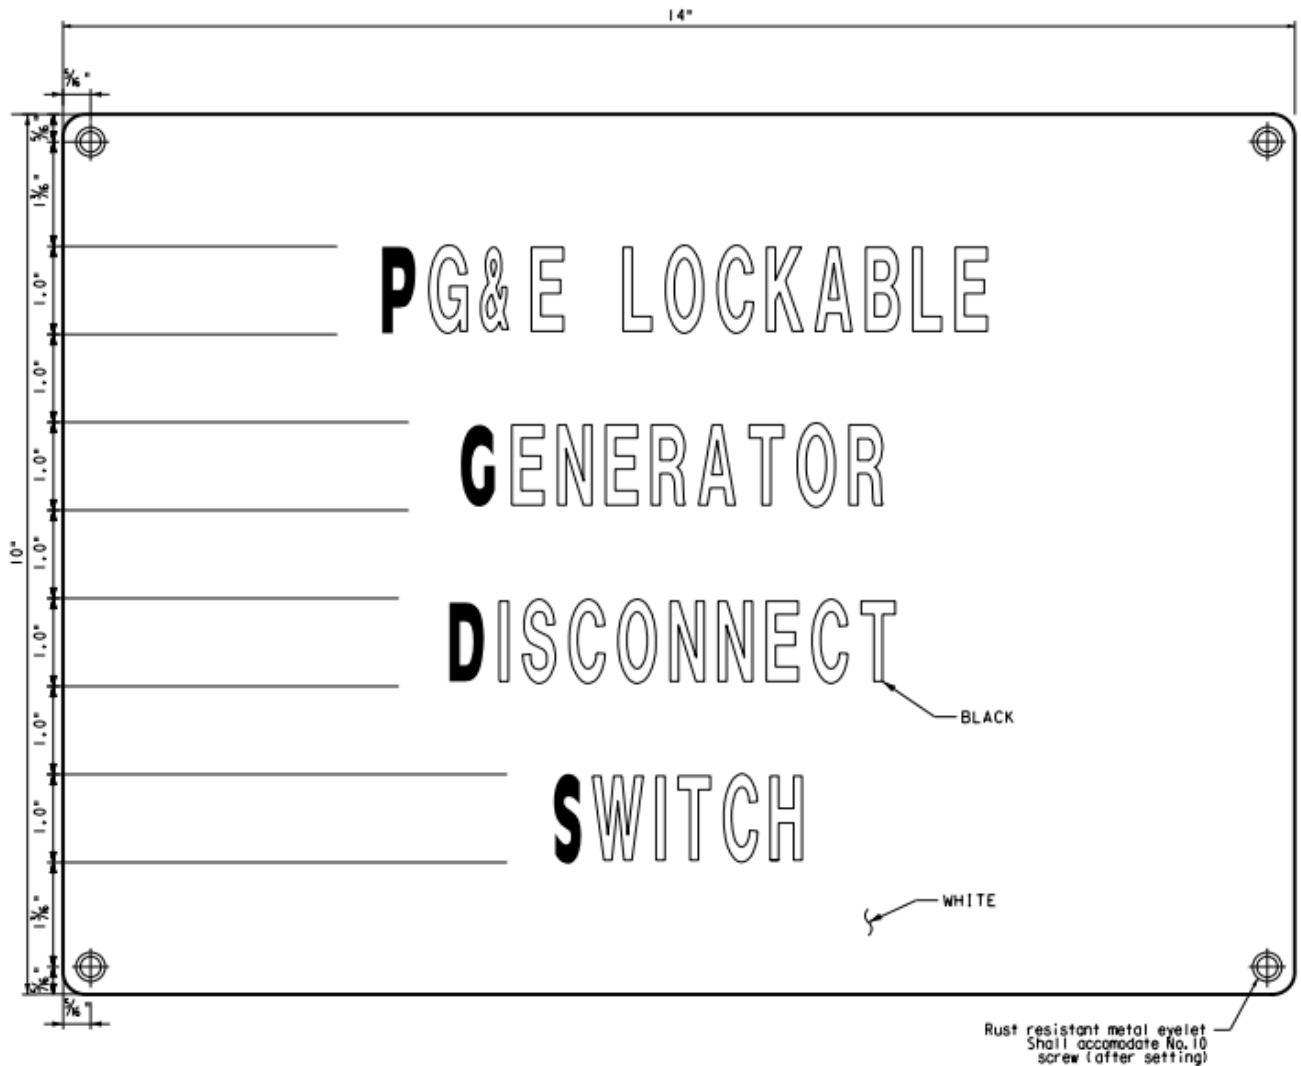 14"
5/16"
5/16"
1 3/16"
PG&E LOCKABLE
1.0"
1.0"
GENERATOR
1.0"
10"
1.0"
DISCONNECT
1.0"
BLACK
1.0"
SWITCH
1.0"
WHITE
1 3/16"
5/16"
5/16"
Rust resistant metal eyelet
Shall accomodate No.10
screw (after setting)